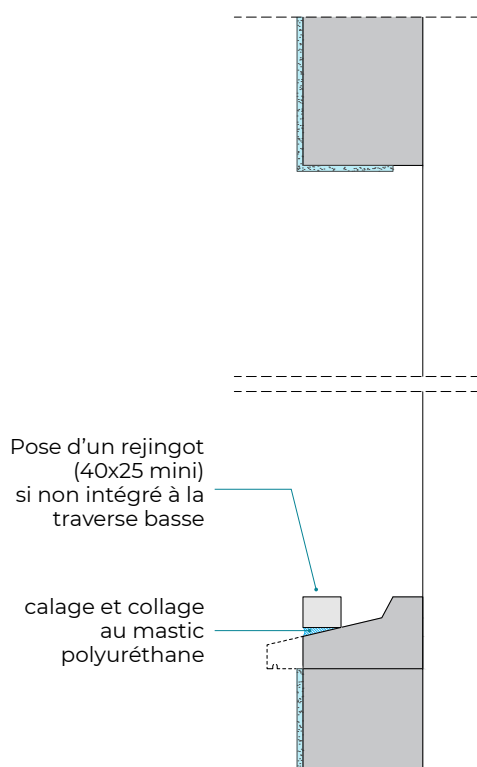 Pose d’un rejingot
(40x25 mini)
si non intégré à la
traverse basse
calage et collage
au mastic
polyuréthane